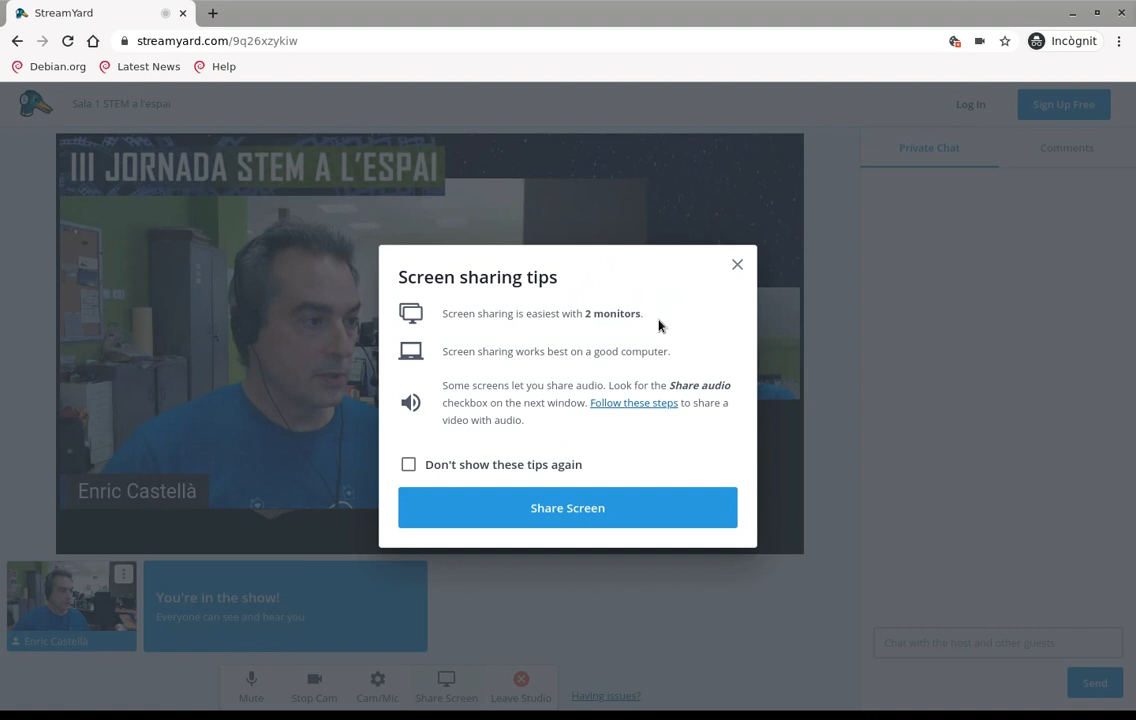 StreamYard
streamyard.com/9q26xzykiw
Incògnit
Debian.org
Latest News
Help
Sala 1 STEM a l'espai
Log In
Sign Up Free
III JORNADA STEM A L'ESPAI
Private Chat
Comments
Screen sharing tips
Screen sharing is easiest with 2 monitors.
Screen sharing works best on a good computer.
Some screens let you share audio. Look for the Share audio
checkbox on the next window. Follow these steps to share a
video with audio.
Don't show these tips again
Share Screen
Enric Castellà
You're in the show!
Everyone can see and hear you
Enric Castellà
Chat with the host and other guests
Send
Mute
Stop Cam
Cam/Mic
Share Screen
Leave Studio
Having issues?